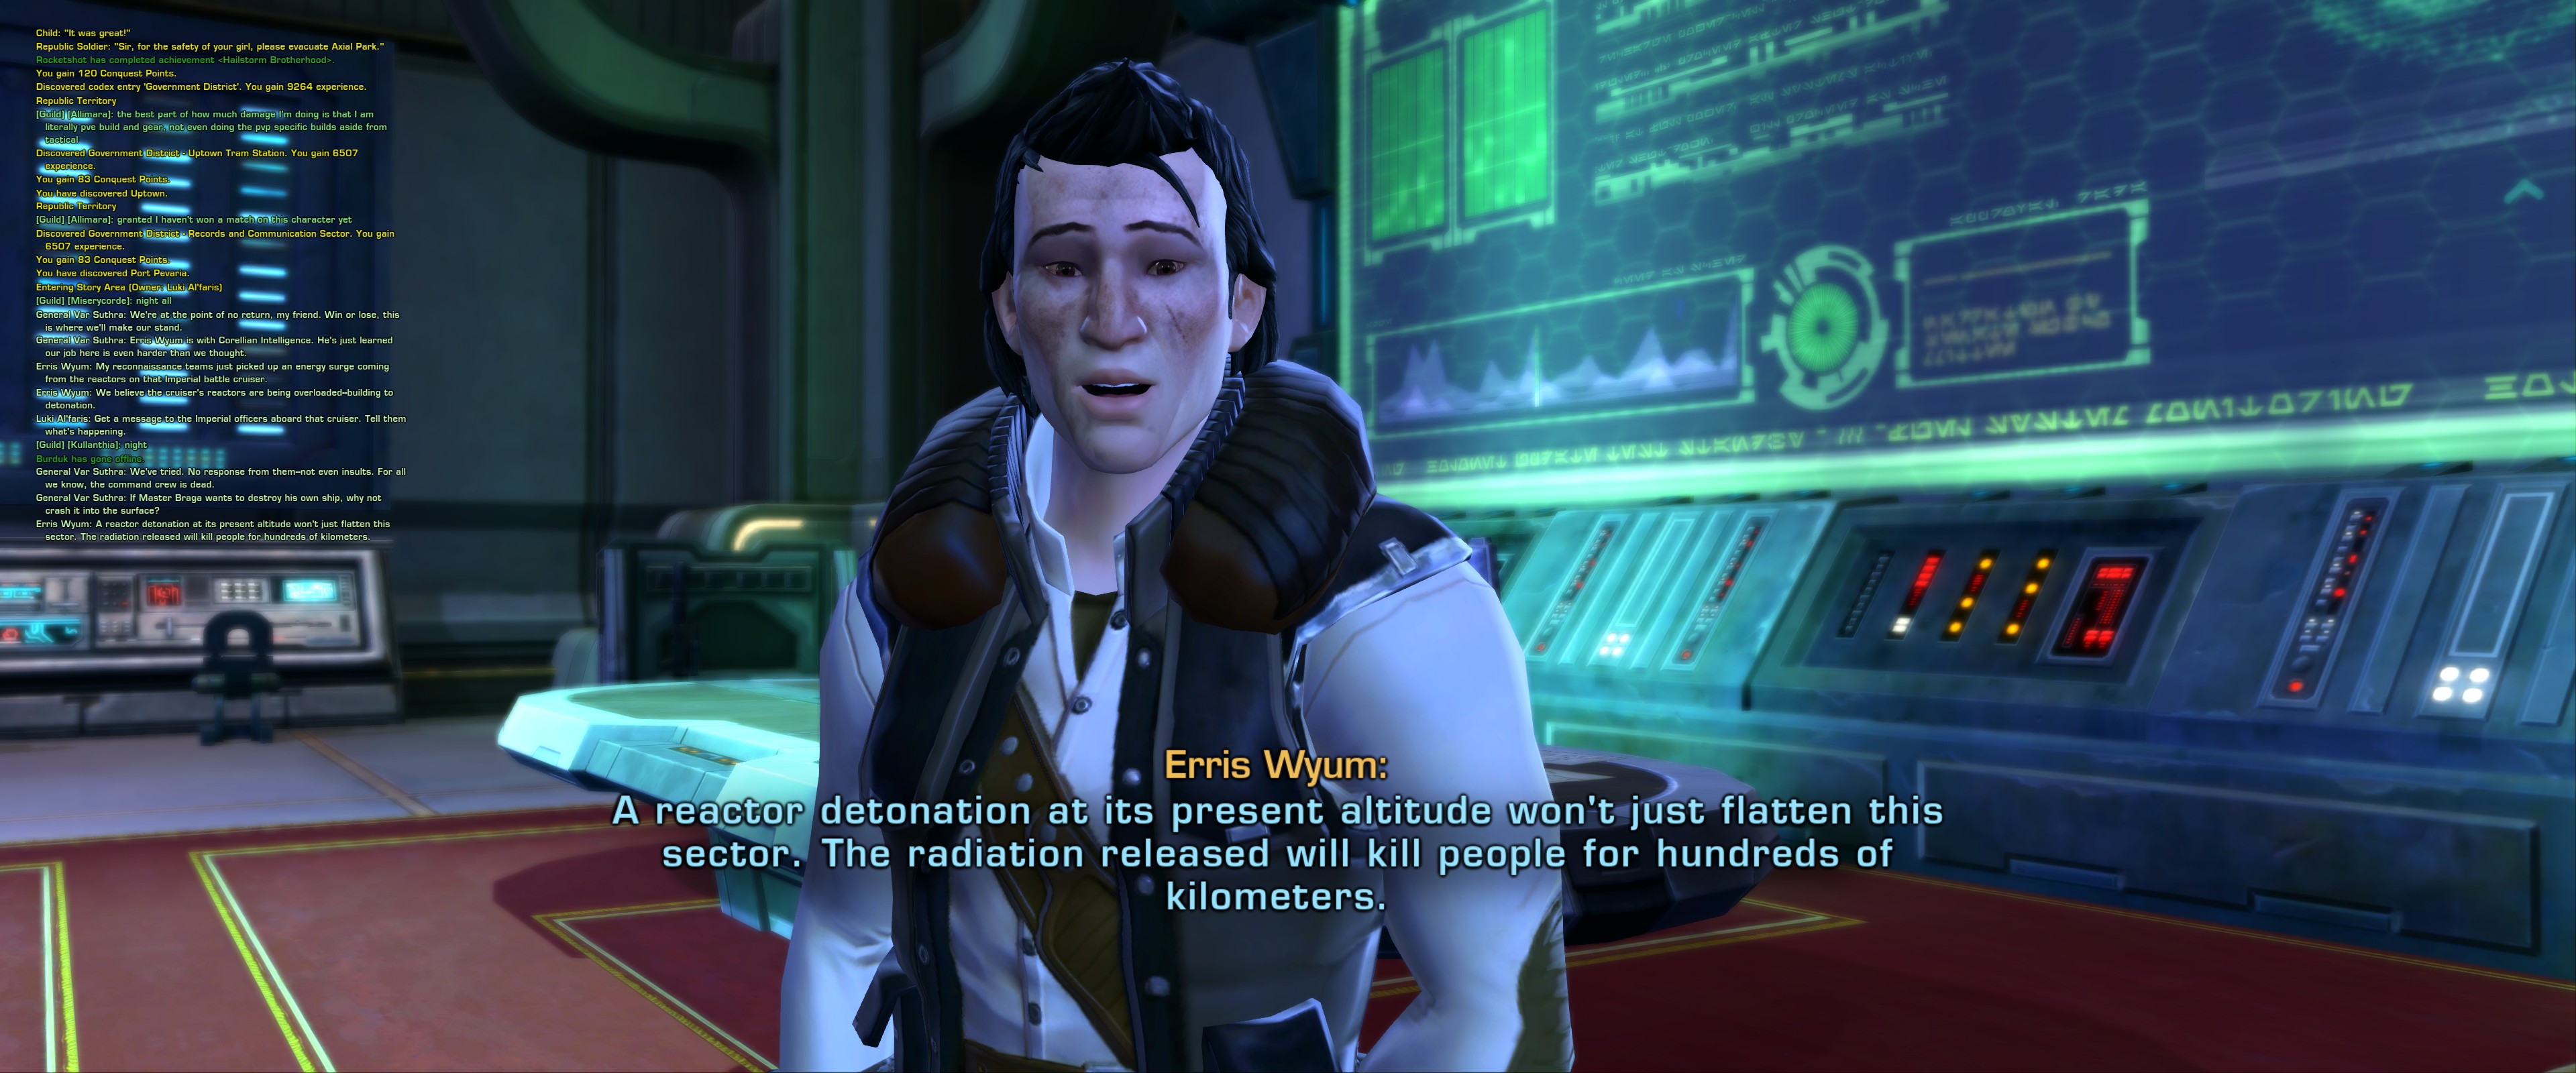 Child: "It was great!"
Republic Soldier: "Sir, for the safety of your girl, please evacuate Axial Park."
Rocketshot has completed achievement <Hailstorm Brotherhood>.
You gain 120 Conquest Points.
Discovered codex entry 'Government District'. You gain 9264 experience.
Republic Territory
[Guild] [Allimara]: the best part of how much damage I'm doing is that I am
literally pve build and gear, not even doing the pvp specific builds aside from
tactical
Discovered Government District - Uptown Tram Station. You gain 6507
experience.
You gain 83 Conquest Points.
You have discovered Uptown.
Republic Territory
[Guild] [Allimara]: granted I haven't won a match on this character yet
Discovered Government District - Records and Communication Sector. You gain
6507 experience.
You gain 83 Conquest Points.
You have discovered Port Pevaria.
Entering Story Area (Owner: Luki Al'faris)
[Guild] [Miserycorde]: night all
General Var Suthra: We're at the point of no return, my friend. Win or lose, this
is where we'll make our stand.
General Var Suthra: Erris Wyum is with Corellian Intelligence. He's just learned
our job here is even harder than we thought.
Erris Wyum: My reconnaissance teams just picked up an energy surge coming
from the reactors on that Imperial battle cruiser.
Erris Wyum: We believe the cruiser's reactors are being overloaded—building to
detonation.
Luki Al'faris: Get a message to the Imperial officers aboard that cruiser. Tell them
what's happening.
[Guild] [Kullanthia]: night
Burduk has gone offline.
General Var Suthra: We've tried. No response from them—not even insults. For all
we know, the command crew is dead.
General Var Suthra: If Master Braga wants to destroy his own ship, why not
crash it into the surface?
Erris Wyum: A reactor detonation at its present altitude won't just flatten this
sector. The radiation released will kill people for hundreds of kilometers.
Erris Wyum:
A reactor detonation at its present altitude won't just flatten this
sector. The radiation released will kill people for hundreds of
kilometers.